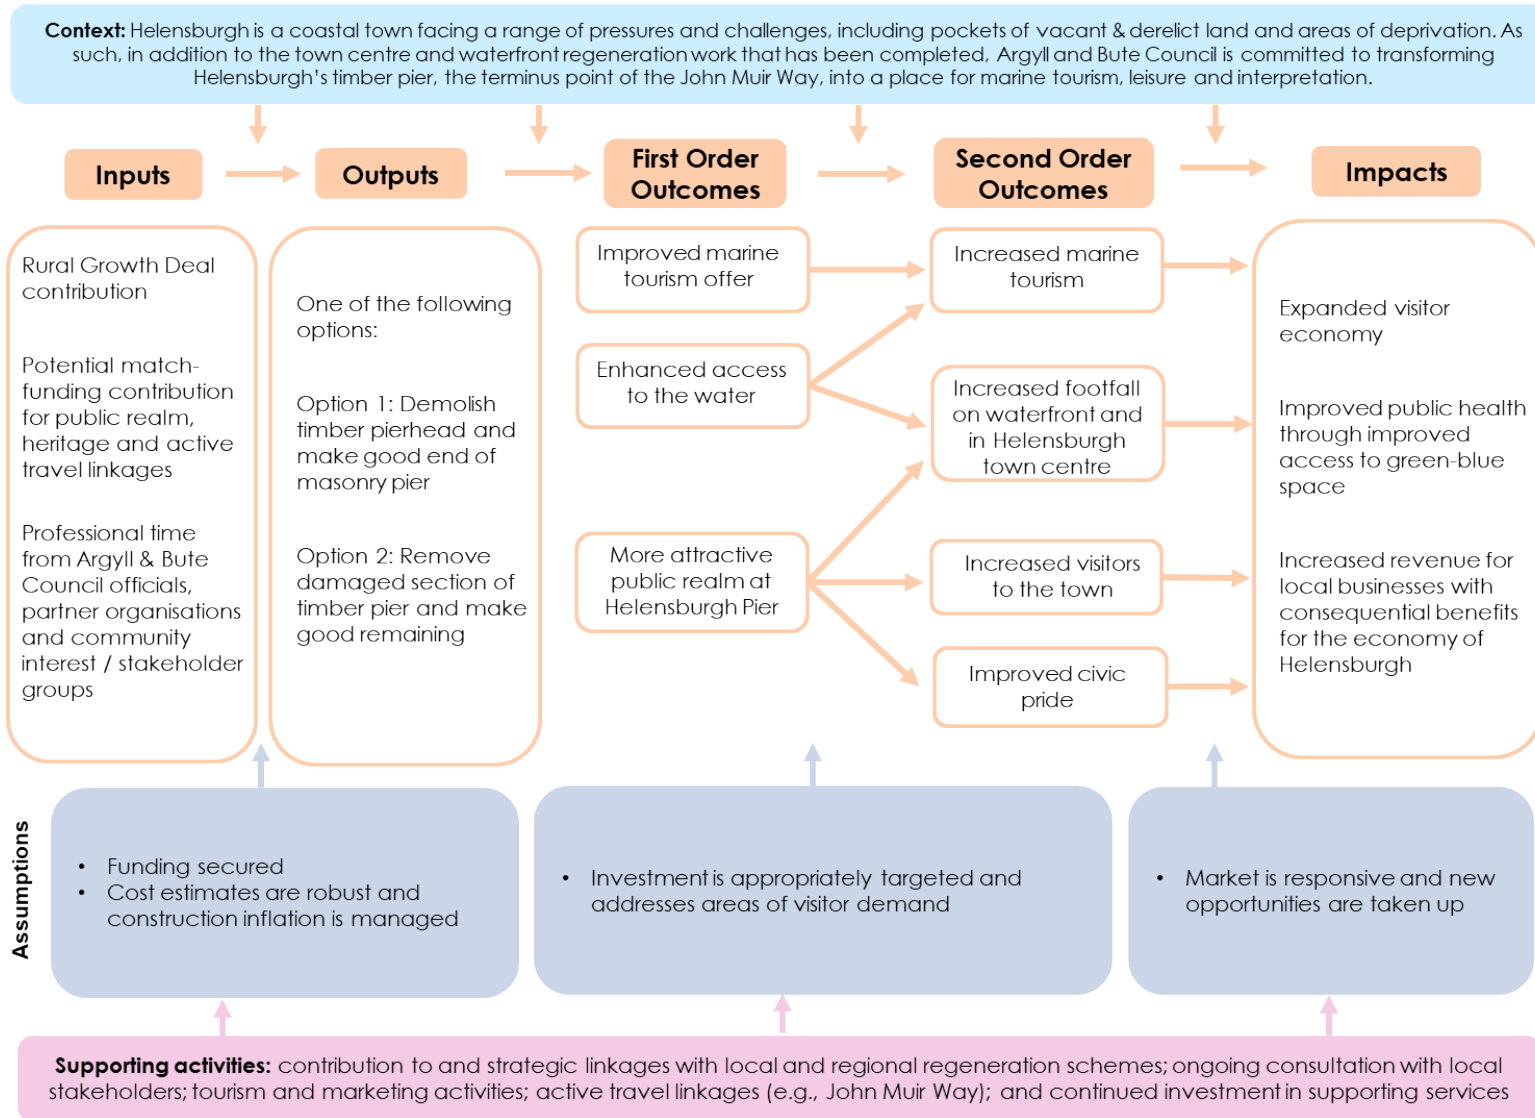 Context: Helensburgh is a coastal town facing a range of pressures and challenges, including pockets of vacant & derelict land and areas of deprivation. As
such, in addition to the town centre and waterfront regeneration work that has been completed, Argyll and Bute Council is committed to transforming
Helensburgh's timber pier, the terminus point of the John Muir Way, into a place for marine tourism, leisure and interpretation.
Inputs
Outputs
First Order
Outcomes
Second Order
Outcomes
Impacts
Rural Growth Deal
contribution
Potential match-
funding contribution
for public realm,
heritage and active
travel linkages
Professional time
from Argyll & Bute
Council officials,
partner organisations
and community
interest / stakeholder
groups
One of the following
options:
Option 1: Demolish
timber pierhead and
make good end of
masonry pier
Option 2: Remove
damaged section of
timber pier and make
good remaining
Improved marine
tourism offer
Enhanced access
to the water
More attractive
public realm at
Helensburgh Pier
Increased marine
tourism
Increased footfall
on waterfront and
in Helensburgh
town centre
Increased visitors
to the town
Improved civic
pride
Expanded visitor
economy
Improved public health
through improved
access to green-blue
space
Increased revenue for
local businesses with
consequential benefits
for the economy of
Helensburgh
Assumptions
• Funding secured
• Cost estimates are robust and
construction inflation is managed
• Investment is appropriately targeted and
addresses areas of visitor demand
• Market is responsive and new
opportunities are taken up
Supporting activities: contribution to and strategic linkages with local and regional regeneration schemes; ongoing consultation with local
stakeholders; tourism and marketing activities; active travel linkages (e.g., John Muir Way); and continued investment in supporting services